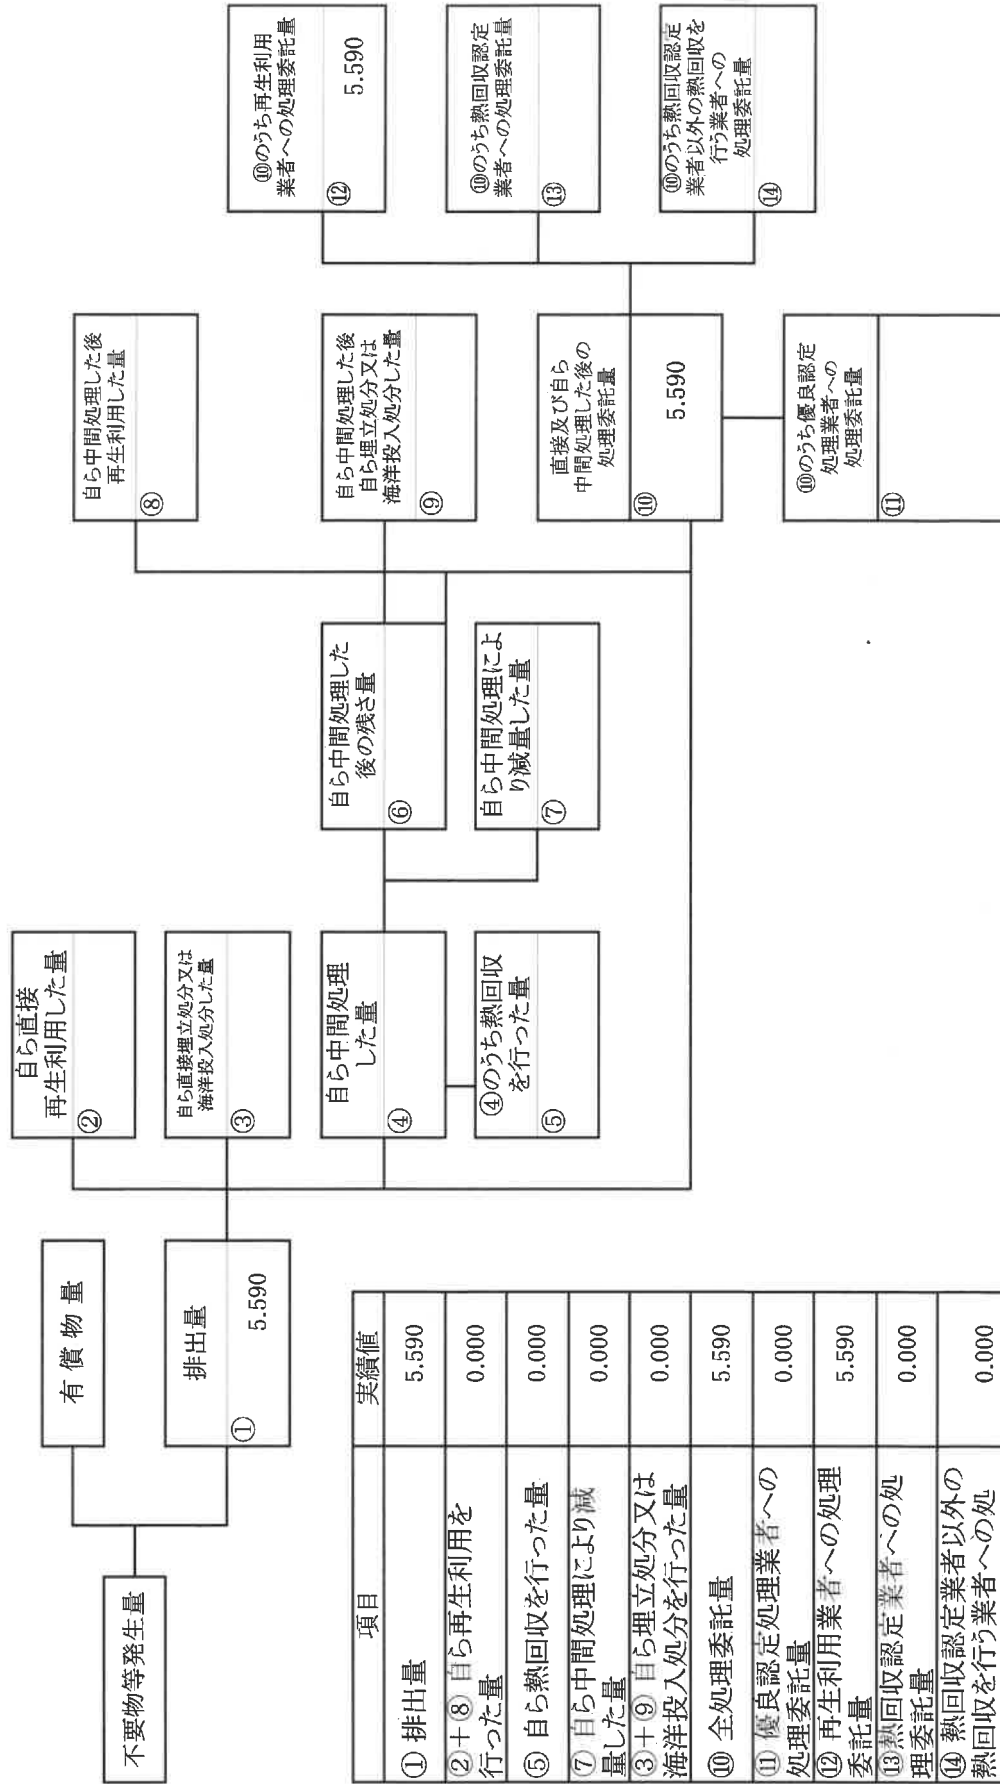 不要物等発生量
有償物量
排出量
①
5.590
自ら直接
再生利用した量
②
自ら直接埋立処分又は
海洋投入処分した量
③
自ら中間処理
した量
④
④のうち熱回収
を行った量
⑤
自ら中間処理した
後の残さ量
⑥
自ら中間処理によ
り減量した量
⑦
自ら中間処理した後
再生利用した量
⑧
自ら中間処理した後
自ら埋立処分又は
海洋投入処分した量
⑨
直接及び自ら
中間処理した後の
処理委託量
⑩
5.590
⑩のうち優良認定
処理業者への
処理委託量
⑪
⑩のうち再生利用
業者への処理委託量
⑫
5.590
⑩のうち熱回収認定
業者への処理委託量
⑬
⑩のうち熱回収認定
業者以外の熱回収を
行う業者への
処理委託量
⑭
項目 実績値
① 排出量 5.590
②+⑧ 自ら再生利用を
行った量 0.000
⑤ 自ら熱回収を行った量 0.000
⑦ 自ら中間処理により減
量した量 0.000
③+⑨ 自ら埋立処分又は
海洋投入処分を行った量 0.000
⑩ 全処理委託量 5.590
⑪ 優良認定処理業者への
処理委託量 0.000
⑫ 再生利用業者への処理
委託量 5.590
⑬熱回収認定業者への処
理委託量 0.000
⑭ 熱回収認定業者以外の
熱回収を行う業者への処 0.000